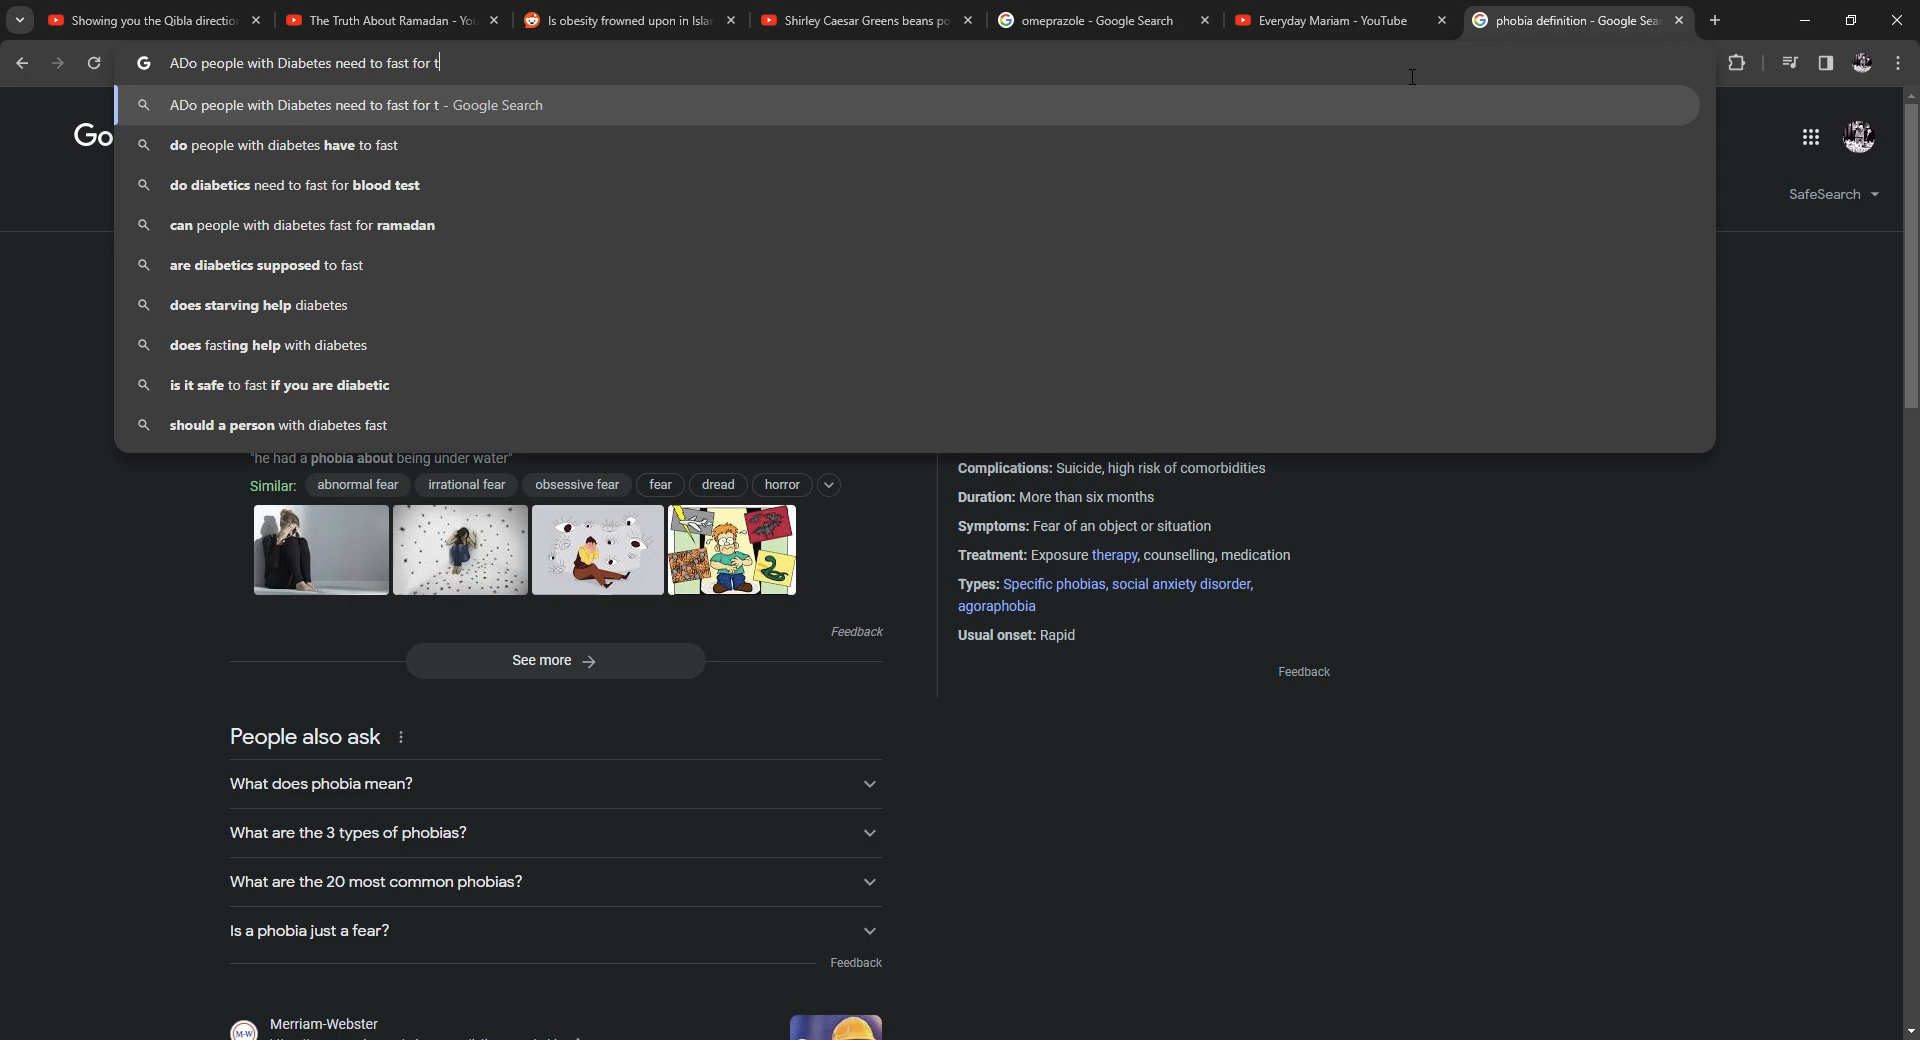 Showing you the Qibla directio
The Truth About Ramadan - You
Is obesity frowned upon in Islar
Shirley Caesar Greens beans po
omeprazole - Google Search
Everyday Mariam - YouTube
phobia definition - Google Sea
ADo people with Diabetes need to fast for t
ADo people with Diabetes need to fast for t - Google Search
Go
do people with diabetes have to fast
do diabetics need to fast for blood test
SafeSearch
can people with diabetes fast for ramadan
are diabetics supposed to fast
does starving help diabetes
does fasting help with diabetes
is it safe to fast if you are diabetic
should a person with diabetes fast
"he had a phobia about being under water"
Similar: abnormal fear irrational fear obsessive fear fear dread horror
Feedback
See more
Complications: Suicide, high risk of comorbidities
Duration: More than six months
Symptoms: Fear of an object or situation
Treatment: Exposure therapy, counselling, medication
Types: Specific phobias, social anxiety disorder,
agoraphobia
Usual onset: Rapid
Feedback
People also ask
What does phobia mean?
What are the 3 types of phobias?
What are the 20 most common phobias?
Is a phobia just a fear?
Feedback
M-W
Merriam-Webster